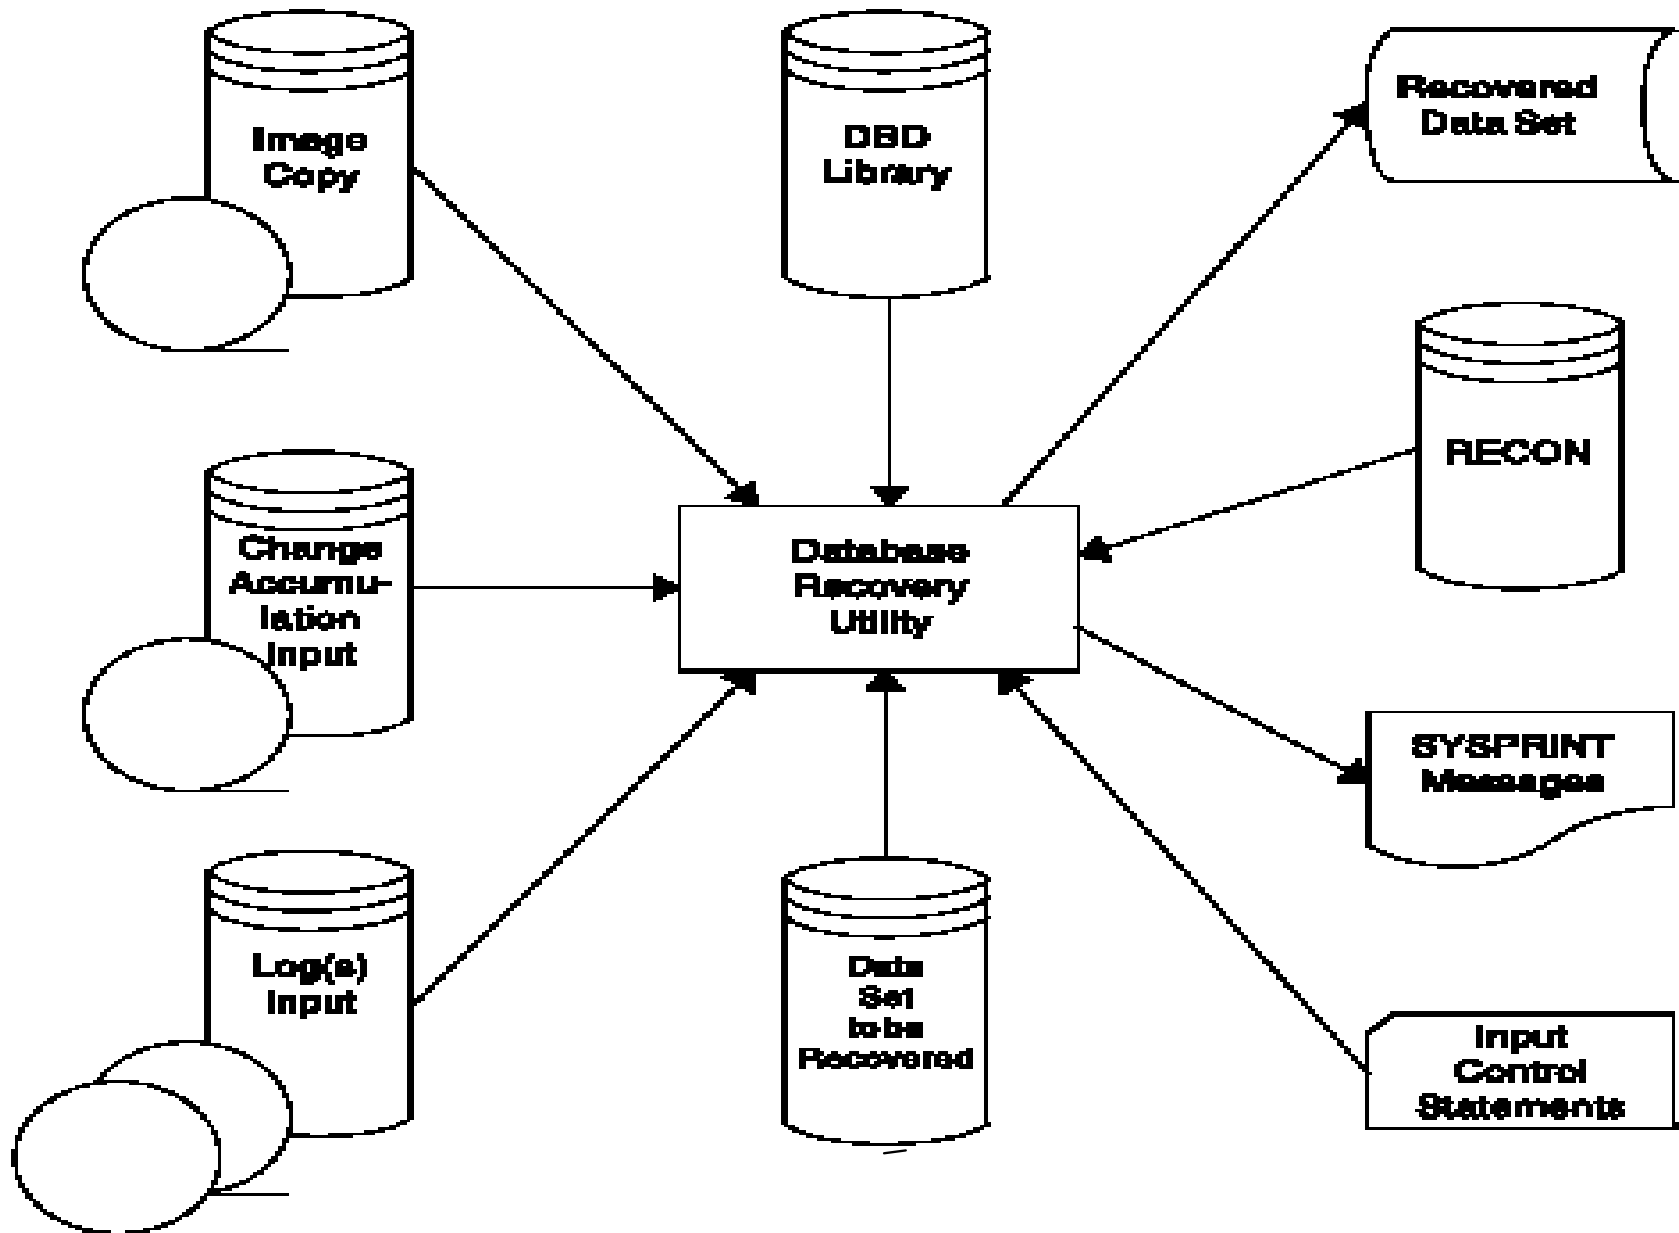 Image
Copy
DBD
Library
Recovered
Data Set
RECON
Change
Accumu-
lation
Input
Database
Recovery
Utility
SYSPRINT
Messages
Log(s)
Input
Data
Set
to be
Recovered
Input
Control
Statements